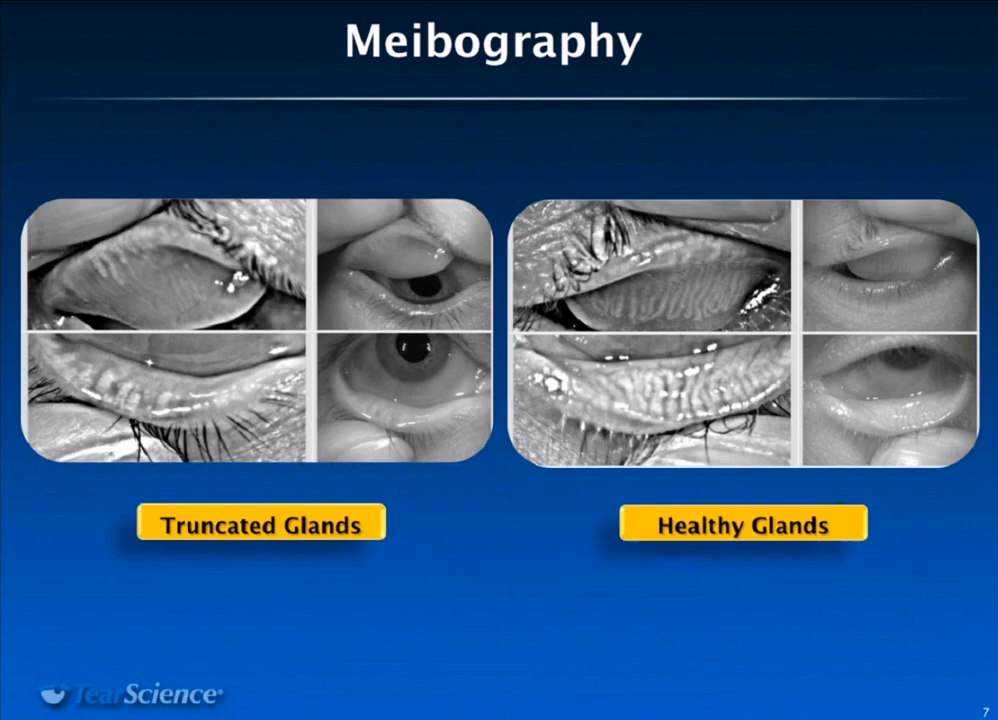 Meibography
Truncated Glands
Healthy Glands
TearScience®
7